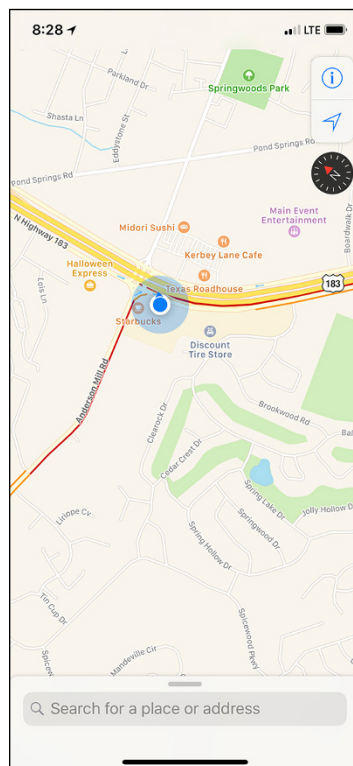 8:28
LTE
Parkland Dr
Springwoods Park
Shasta Ln
Eddystone St
Pond Springs Rd
Pond Springs Rd
Boardwalk Dr
N
Main Event
Entertainment
N Highway 183
Midori Sushi
Kerbey Lane Cafe
Halloween
Express
Texas Roadhouse
183
Lois Ln
Starbucks
Discount
Tire Store
Anderson Mill Rd
Clearock Dr
Brookwood Rd
Bal
Cedar Crest Dr
Spring Lake Dr
Jolly Hollow Dr
Liriope Cv
Springwood Dr
Spring Hollow Dr
Tin Cup Dr
Spicewood Pkwy
Mandeville Cir
Spicew
Search for a place or address